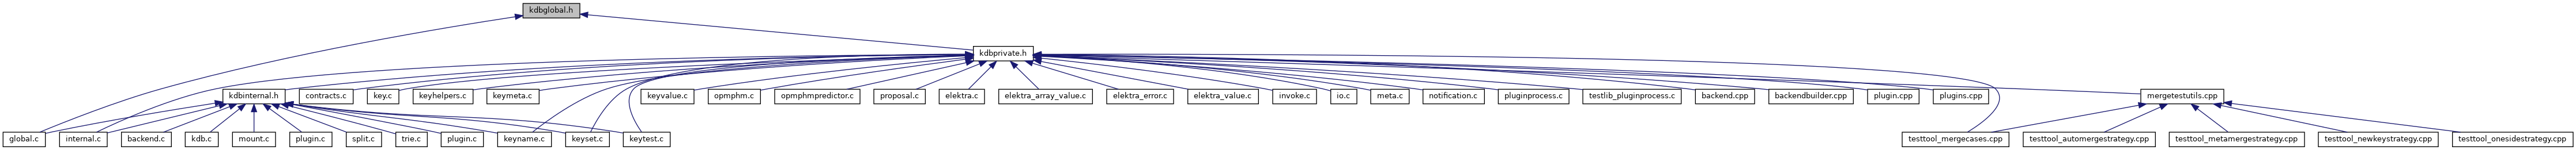 kdbglobal.h
kdbprivate.h
kdbinternal.h
contracts.c
key.c
keyhelpers.c
keymeta.c
keyvalue.c
opmphm.c
opmphmpredictor.c
proposal.c
elektra.c
elektra_array_value.c
elektra_error.c
elektra_value.c
invoke.c
io.c
meta.c
notification.c
pluginprocess.c
testlib_pluginprocess.c
backend.cpp
backendbuilder.cpp
plugin.cpp
plugins.cpp
mergetestutils.cpp
global.c
internal.c
backend.c
kdb.c
mount.c
plugin.c
split.c
trie.c
plugin.c
keyname.c
keyset.c
keytest.c
testtool_mergecases.cpp
testtool_automergestrategy.cpp
testtool_metamergestrategy.cpp
testtool_newkeystrategy.cpp
testtool_onesidestrategy.cpp